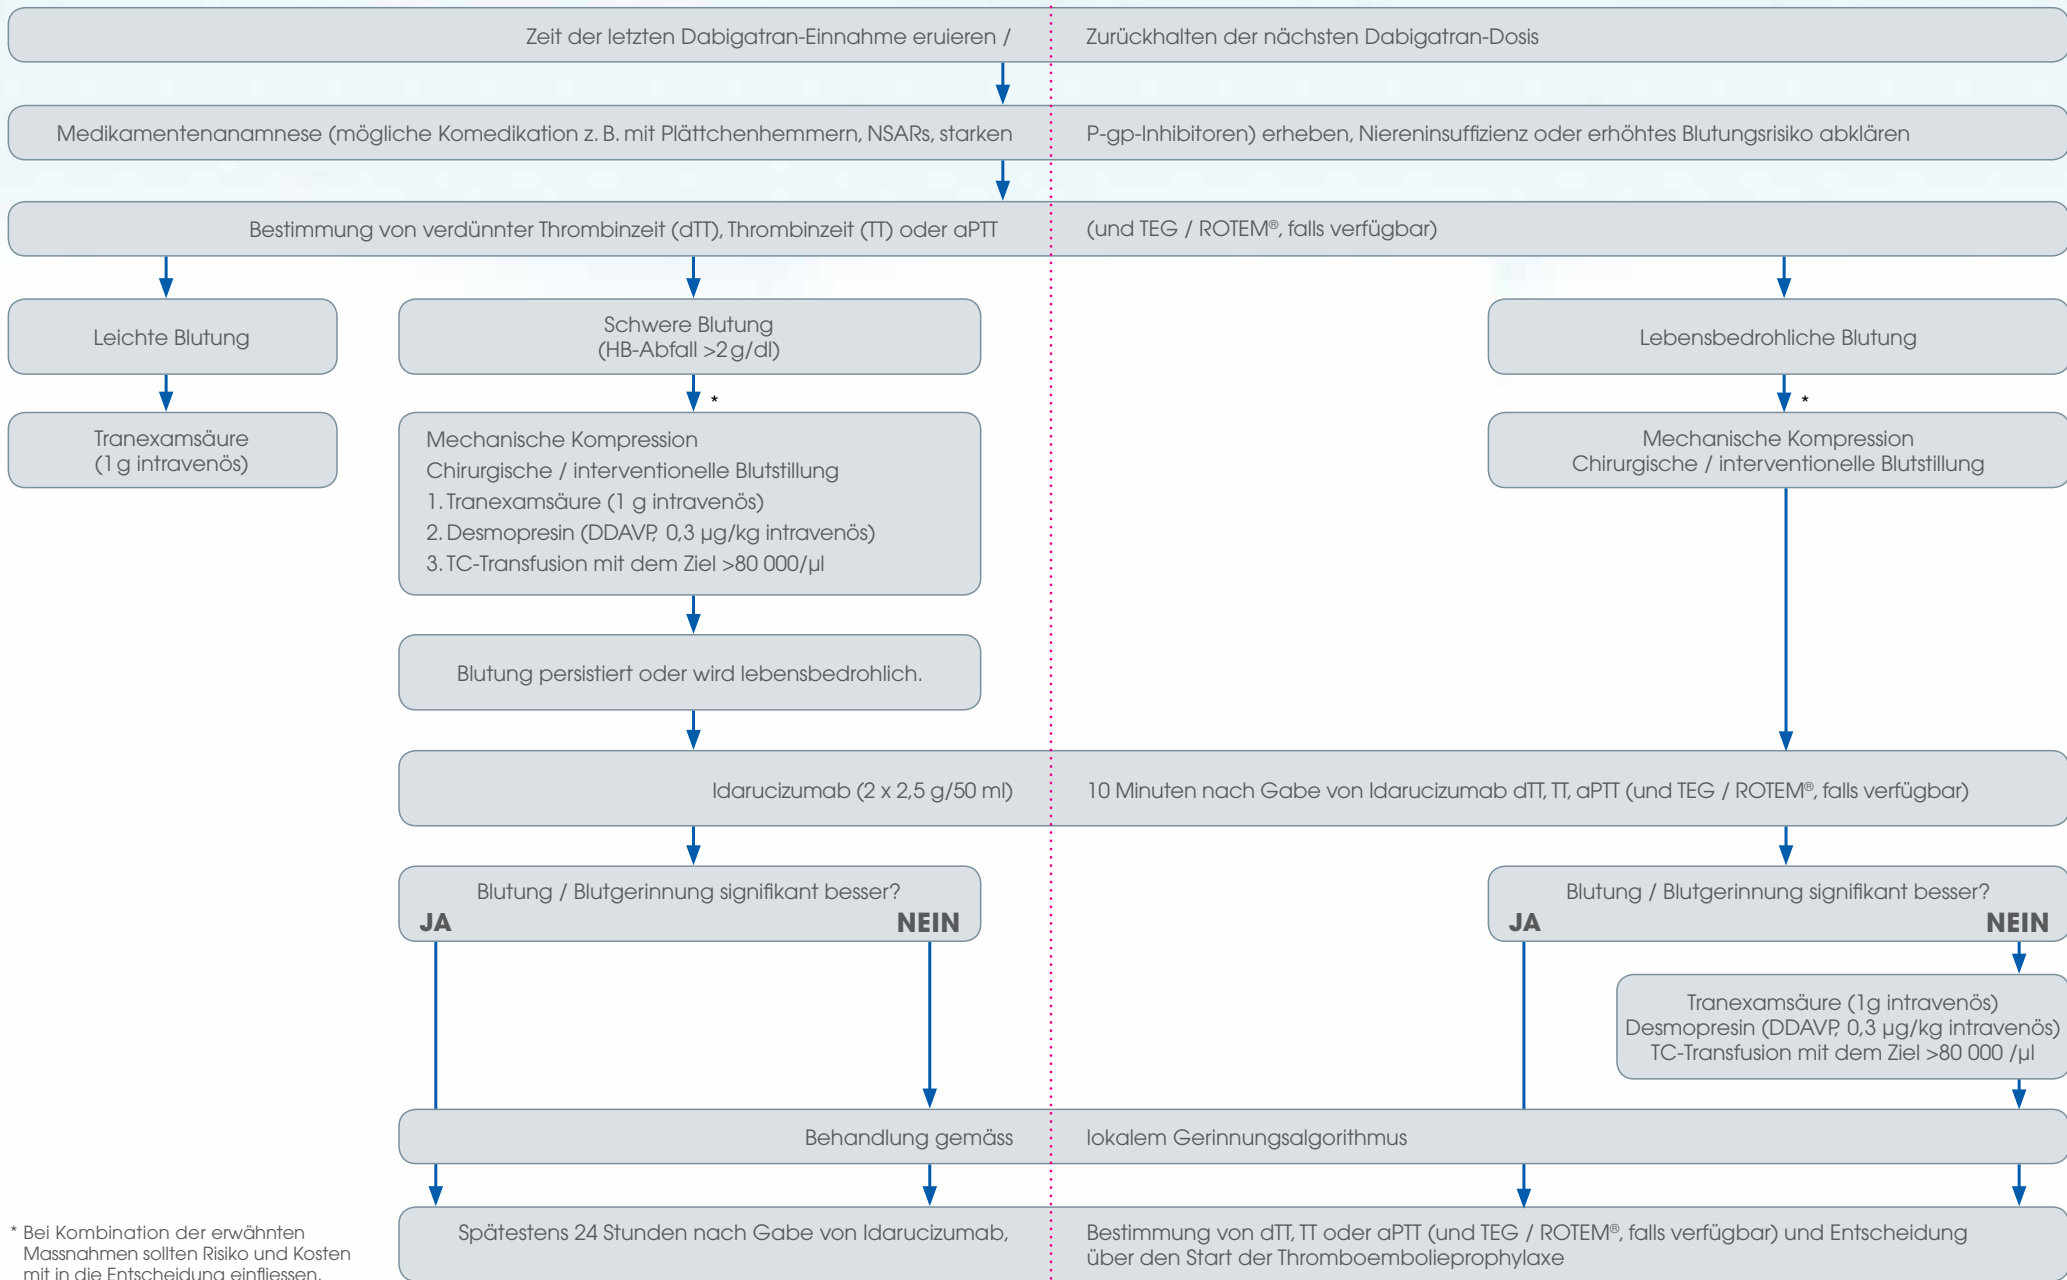 Zeit der letzten Dabigatran-Einnahme eruieren / Zurückhalten der nächsten Dabigatran-Dosis
Medikamentenanamnese (mögliche Komedikation z. B. mit Plättchenhemmern, NSARs, starken P-gp-Inhibitoren) erheben, Niereninsuffizienz oder erhöhtes Blutungsrisiko abklären
Bestimmung von verdünnter Thrombinzeit (dTT), Thrombinzeit (TT) oder aPTT (und TEG / ROTEM®, falls verfügbar)
Leichte Blutung
Tranexamsäure
(1 g intravenös)
Schwere Blutung
(HB-Abfall >2 g/dl)
*
Mechanische Kompression
Chirurgische / interventionelle Blutstillung
1. Tranexamsäure (1 g intravenös)
2. Desmopresin (DDAVP, 0,3 µg/kg intravenös)
3. TC-Transfusion mit dem Ziel >80 000/µl
Blutung persistiert oder wird lebensbedrohlich.
Lebensbedrohliche Blutung
*
Mechanische Kompression
Chirurgische / interventionelle Blutstillung
Idarucizumab (2 x 2,5 g/50 ml) 10 Minuten nach Gabe von Idarucizumab dTT, TT, aPTT (und TEG / ROTEM®, falls verfügbar)
Blutung / Blutgerinnung signifikant besser?
JA NEIN
Blutung / Blutgerinnung signifikant besser?
JA NEIN
Tranexamsäure (1g intravenös)
Desmopresin (DDAVP, 0,3 µg/kg intravenös)
TC-Transfusion mit dem Ziel >80 000 /µl
Behandlung gemäss lokalem Gerinnungsalgorithmus
Spätestens 24 Stunden nach Gabe von Idarucizumab, Bestimmung von dTT, TT oder aPTT (und TEG / ROTEM®, falls verfügbar) und Entscheidung
über den Start der Thromboembolieprophylaxe
* Bei Kombination der erwähnten
Massnahmen sollten Risiko und Kosten
mit in die Entscheidung einfliessen.